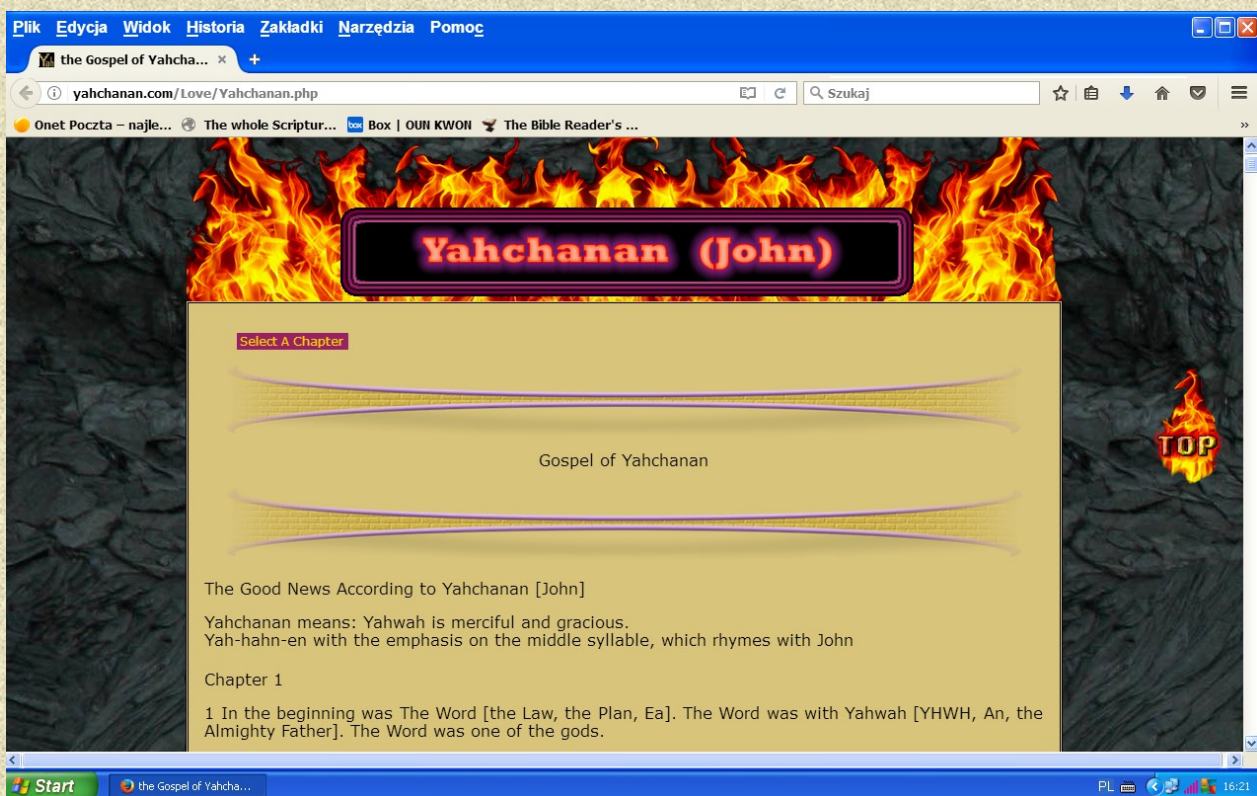 Plik Edycja Widok Historia Zakładki Narzędzia Pomoc
the Gospel of Yahcha... × +
yahchanan.com/Love/Yahchanan.php
Szukaj
Onet Poczta – najle... The whole Scriptur... box Box | OUN KWON The Bible Reader's ... »
Yahchanan (John)
Select A Chapter
TOP
Gospel of Yahchanan
The Good News According to Yahchanan [John]
Yahchanan means: Yahwah is merciful and gracious.
Yah-hahn-en with the emphasis on the middle syllable, which rhymes with John
Chapter 1
1 In the beginning was The Word [the Law, the Plan, Ea]. The Word was with Yahwah [YHWH, An, the
Almighty Father]. The Word was one of the gods.
Start the Gospel of Yahcha... PL 16:21